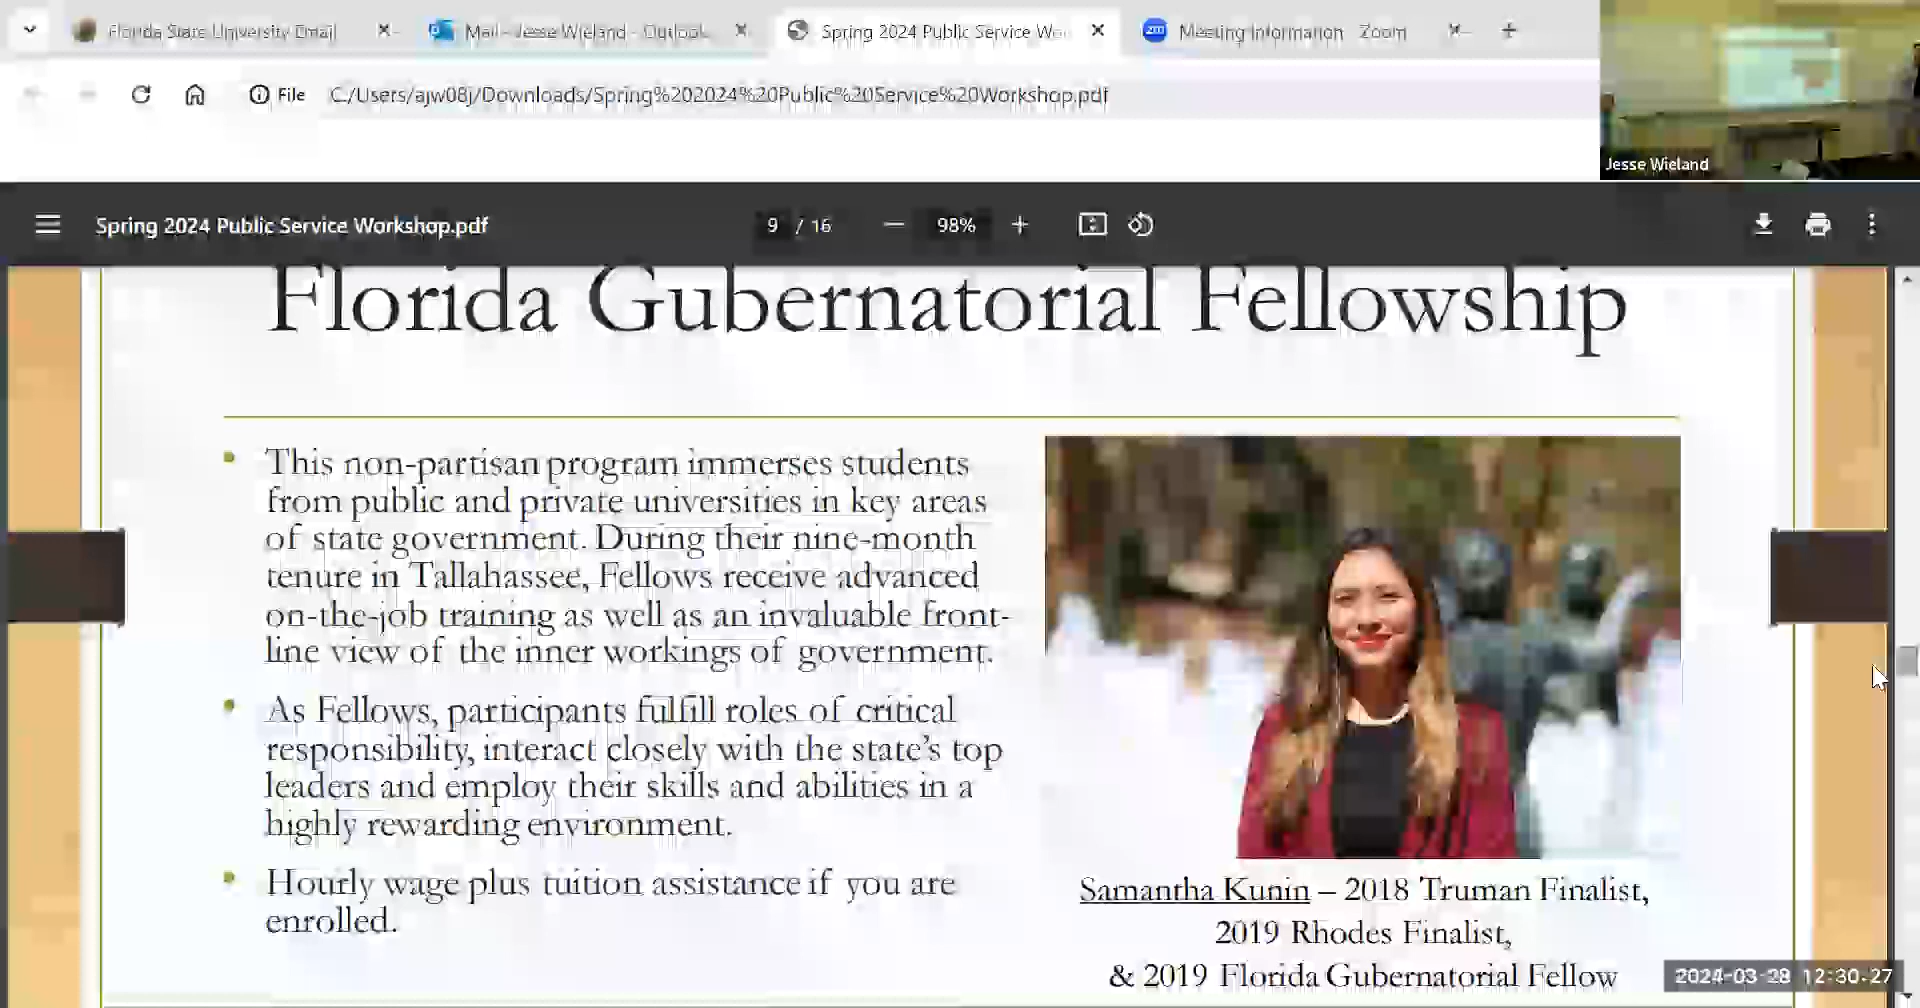 Florida State University Email
Mail - Jesse Wieland - Outlook
Spring 2024 Public Service Wo
Meeting Information - Zoom
File
C:/Users/ajw08j/Downloads/Spring%202024%20Public%20Service%20Workshop.pdf
Jesse Wieland
Spring 2024 Public Service Workshop.pdf
9 / 16
98%
Florida Gubernatorial Fellowship
This non-partisan program immerses students
from public and private universities in key areas
of state government. During their nine-month
tenure in Tallahassee, Fellows receive advanced
on-the-job training as well as an invaluable front-
line view of the inner workings of government.
As Fellows, participants fulfill roles of critical
responsibility, interact closely with the state's top
leaders and employ their skills and abilities in a
highly rewarding environment.
Hourly wage plus tuition assistance if you are
enrolled.
Samantha Kunin – 2018 Truman Finalist,
2019 Rhodes Finalist,
& 2019 Florida Gubernatorial Fellow
2024-03-28 12:30:27